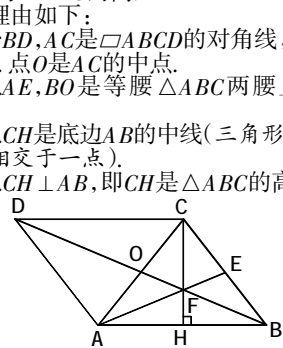 理由如下:
BD,AC是▱ABCD的对角线,
点O是AC的中点.
AE,BO是等腰△ABC两腰
CH是底边AB的中线(三角形
相交于一点).
CH⊥AB,即CH是△ABC的高
D
C
O
E
F
A
H
B